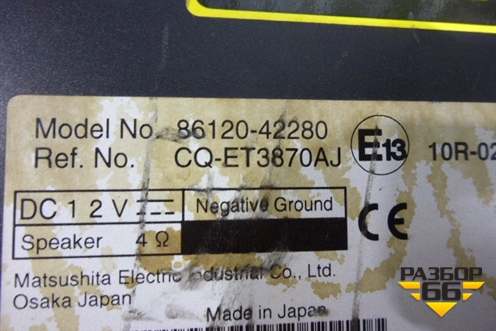 Model No. 86120-42280
Ref. No. CQ-ET3870AJ
E13
10R-02
DC 12V
Negative Ground
Speaker 4 Ω
CE
Matsushita Electric Industrial Co., Ltd.
Osaka Japan
Made in Japan
РАЗБОР
66